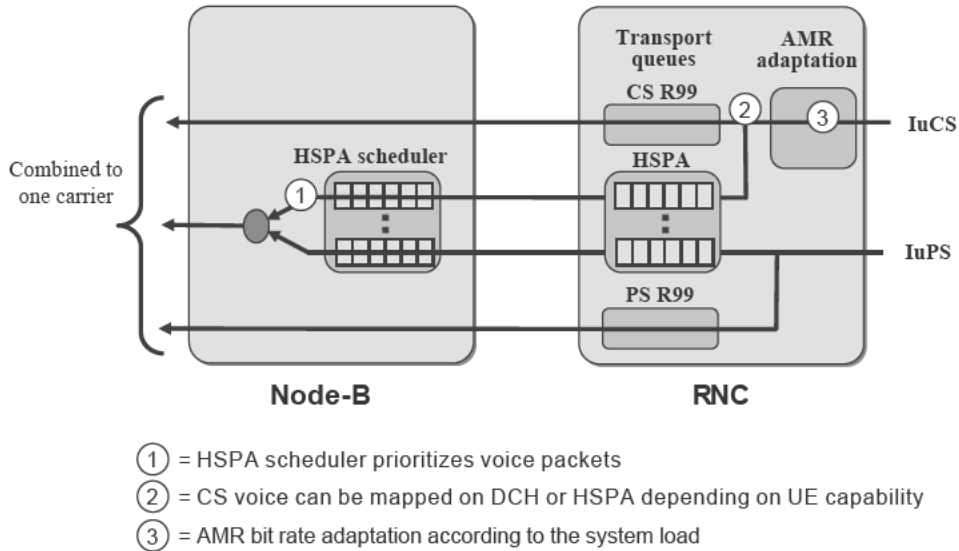 Transport
queues
AMR
adaptation
CS R99
2
3
IuCS
Combined to
one carrier
HSPA scheduler
HSPA
1
IuPS
PS R99
Node-B
RNC
1 = HSPA scheduler prioritizes voice packets
2 = CS voice can be mapped on DCH or HSPA depending on UE capability
3 = AMR bit rate adaptation according to the system load